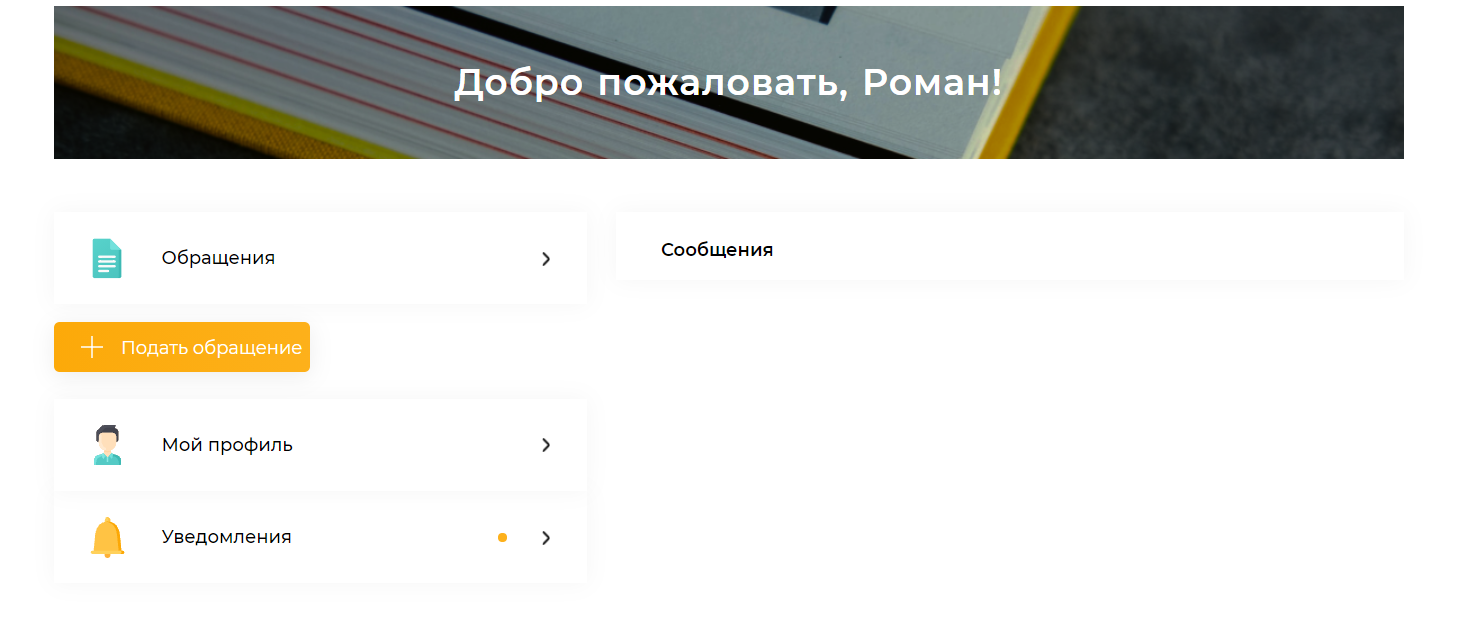 Добро пожаловать, Роман!
Обращения
Сообщения
Подать обращение
Мой профиль
Уведомления